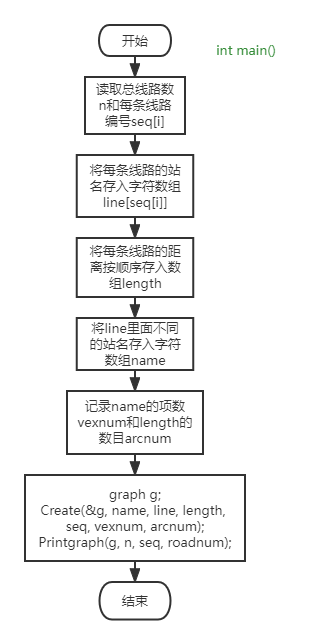 开始
int main()
读取总线路数
n和每条线路
编号seq[i]
将每条线路的站
名存入字符数组
line[seq[i]]
将每条线路的距
离按顺序存入数
组length
将line里面不同
的站名存入字符
数组name
记录name的项数
vexnum和length的
数目arcnum
graph g;
Create(&g, name, line, length,
seq, vexnum, arcnum);
Printgraph(g, n, seq, roadnum);
结束